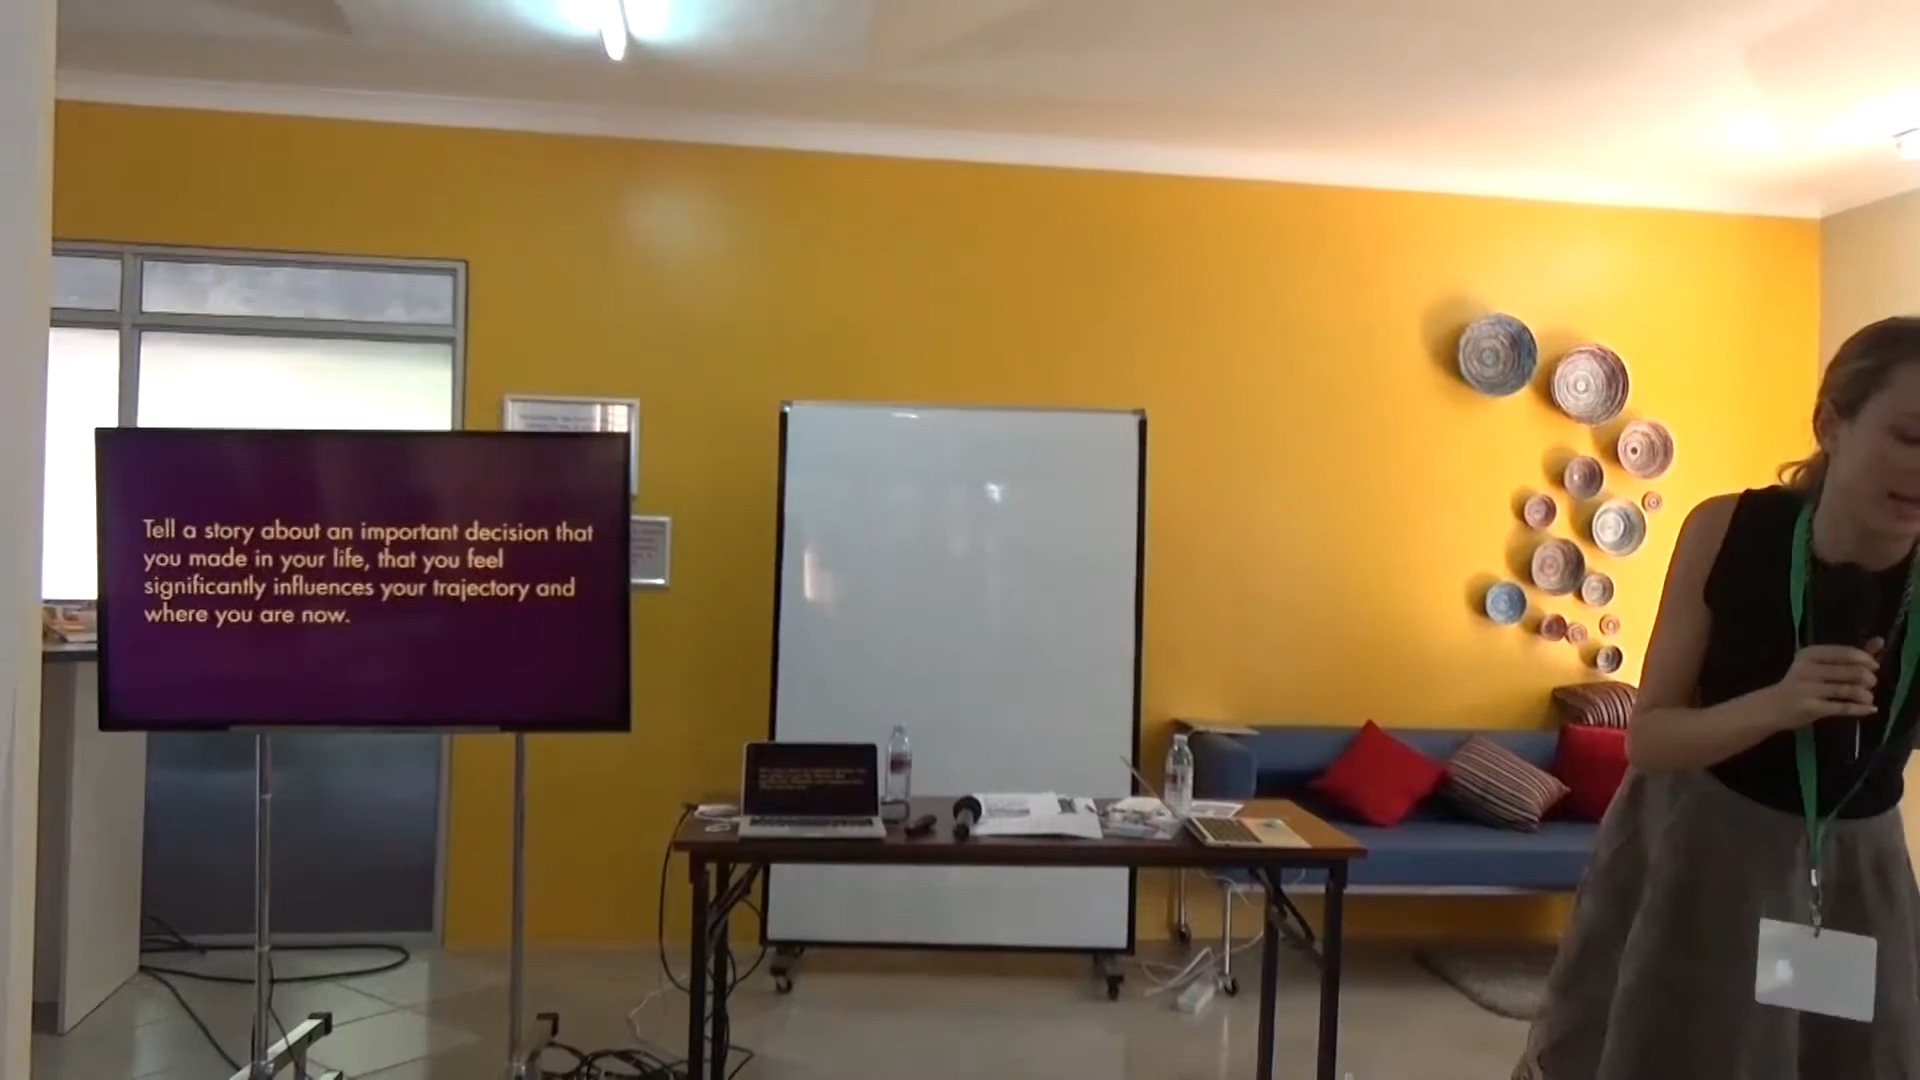 Tell a story about an important decision that
you made in your life, that you feel
significantly influences your trajectory and
where you are now.